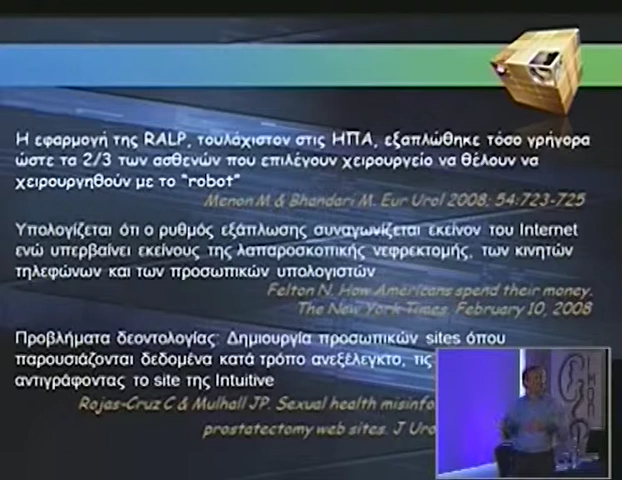 Η εφαρμογή της RALP, τουλάχιστον στις ΗΠΑ, εξαπλώθηκε τόσο γρήγορα
ώστε τα 2/3 των ασθενών που επιλέγουν χειρουργείο να θέλουν να
χειρουργηθούν με το "robot"
Menon M & Bhandari M. Eur Urol 2008; 54:723-725
Υπολογίζεται ότι ο ρυθμός εξάπλωσης συναγωνίζεται εκείνον του Internet
ενώ υπερβαίνει εκείνους της λαπαροσκοπικής νεφρεκτομής, των κινητών
τηλεφώνων και των προσωπικών υπολογιστών
Felton N. How Americans spend their money.
The New York Times. February 10, 2008
Προβλήματα δεοντολογίας: Δημιουργία προσωπικών sites όπου
παρουσιάζονται δεδομένα κατά τρόπο ανεξέλεγκτο, τις
αντιγράφοντας το site της Intuitive
Rojas-Cruz C & Mulhall JP. Sexual health misinfo
prostatectomy web sites. J Uro